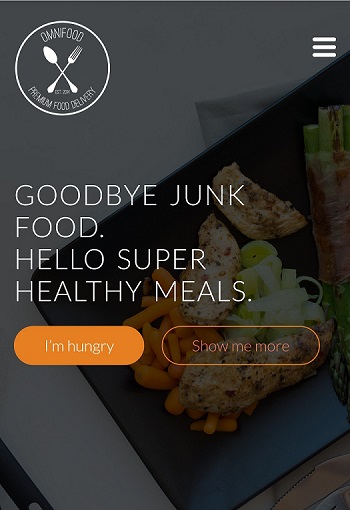 OMNIFOOD
EST. 2014
PREMIUM FOOD DELIVERY
GOODBYE JUNK
FOOD.
HELLO SUPER
HEALTHY MEALS.
I'm hungry
Show me more